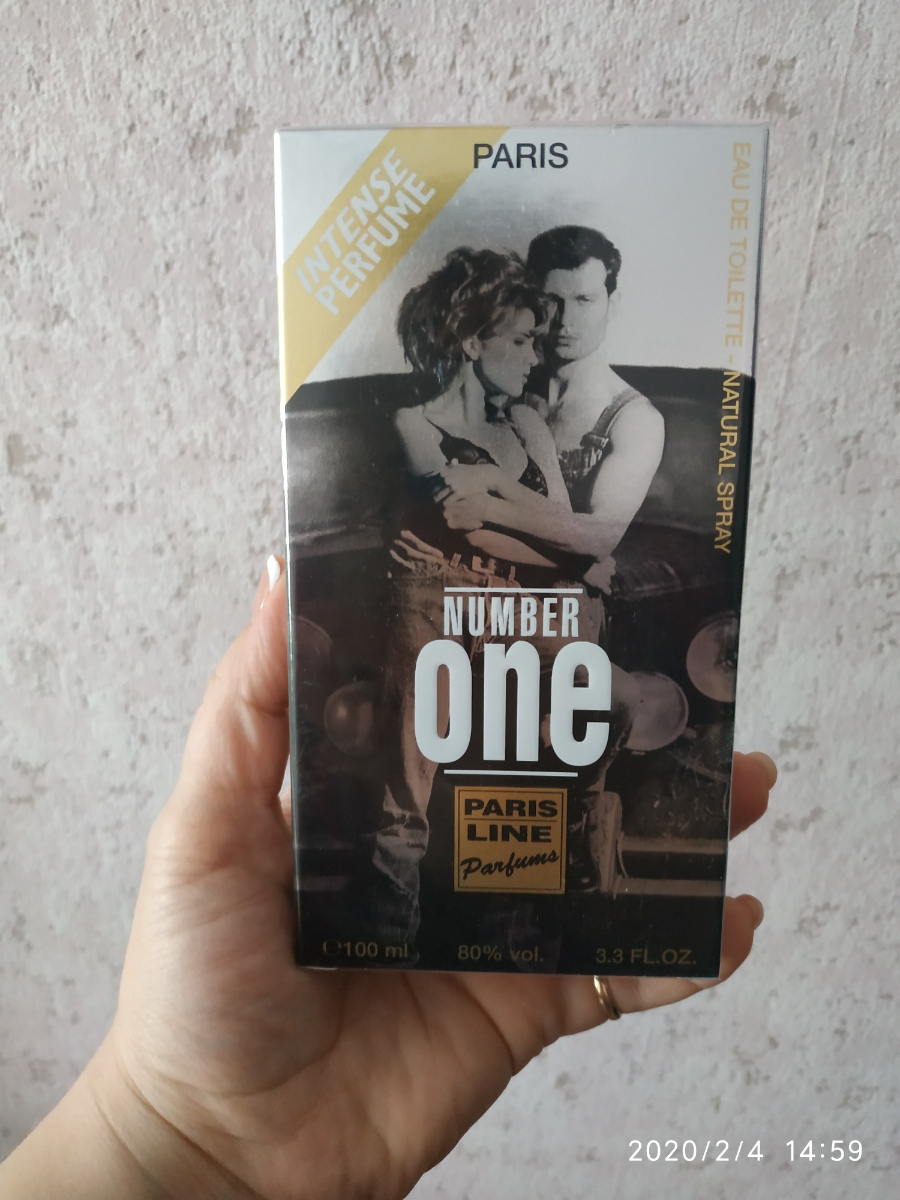 PARIS
INTENSE
PERFUME
EAU DE TOILETTE - NATURAL SPRAY
NUMBER
one
PARIS
LINE
Parfums
℮100 ml 80% vol. 3.3 FL.OZ.
2020/2/4 14:59